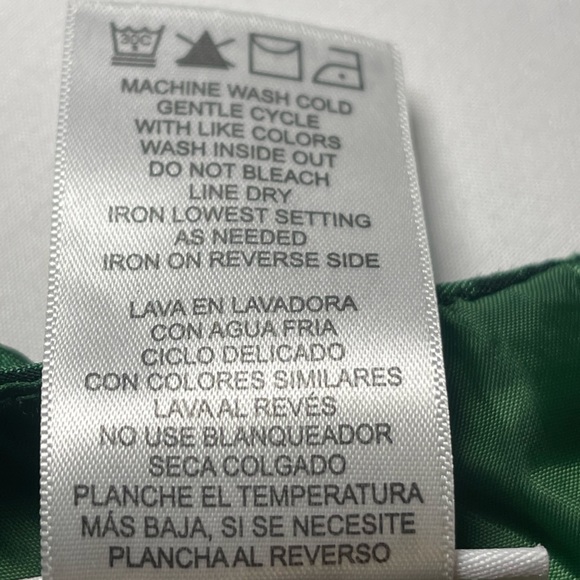 30C
MACHINE WASH COLD
GENTLE CYCLE
WITH LIKE COLORS
WASH INSIDE OUT
DO NOT BLEACH
LINE DRY
IRON LOWEST SETTING
AS NEEDED
IRON ON REVERSE SIDE
LAVA EN LAVADORA
CON AGUA FRIA
CICLO DELICADO
CON COLORES SIMILARES
LAVA AL REVÉS
NO USE BLANQUEADOR
SECA COLGADO
PLANCHE EL TEMPERATURA
MÁS BAJA, SI SE NECESITE
PLANCHA AL REVERSO